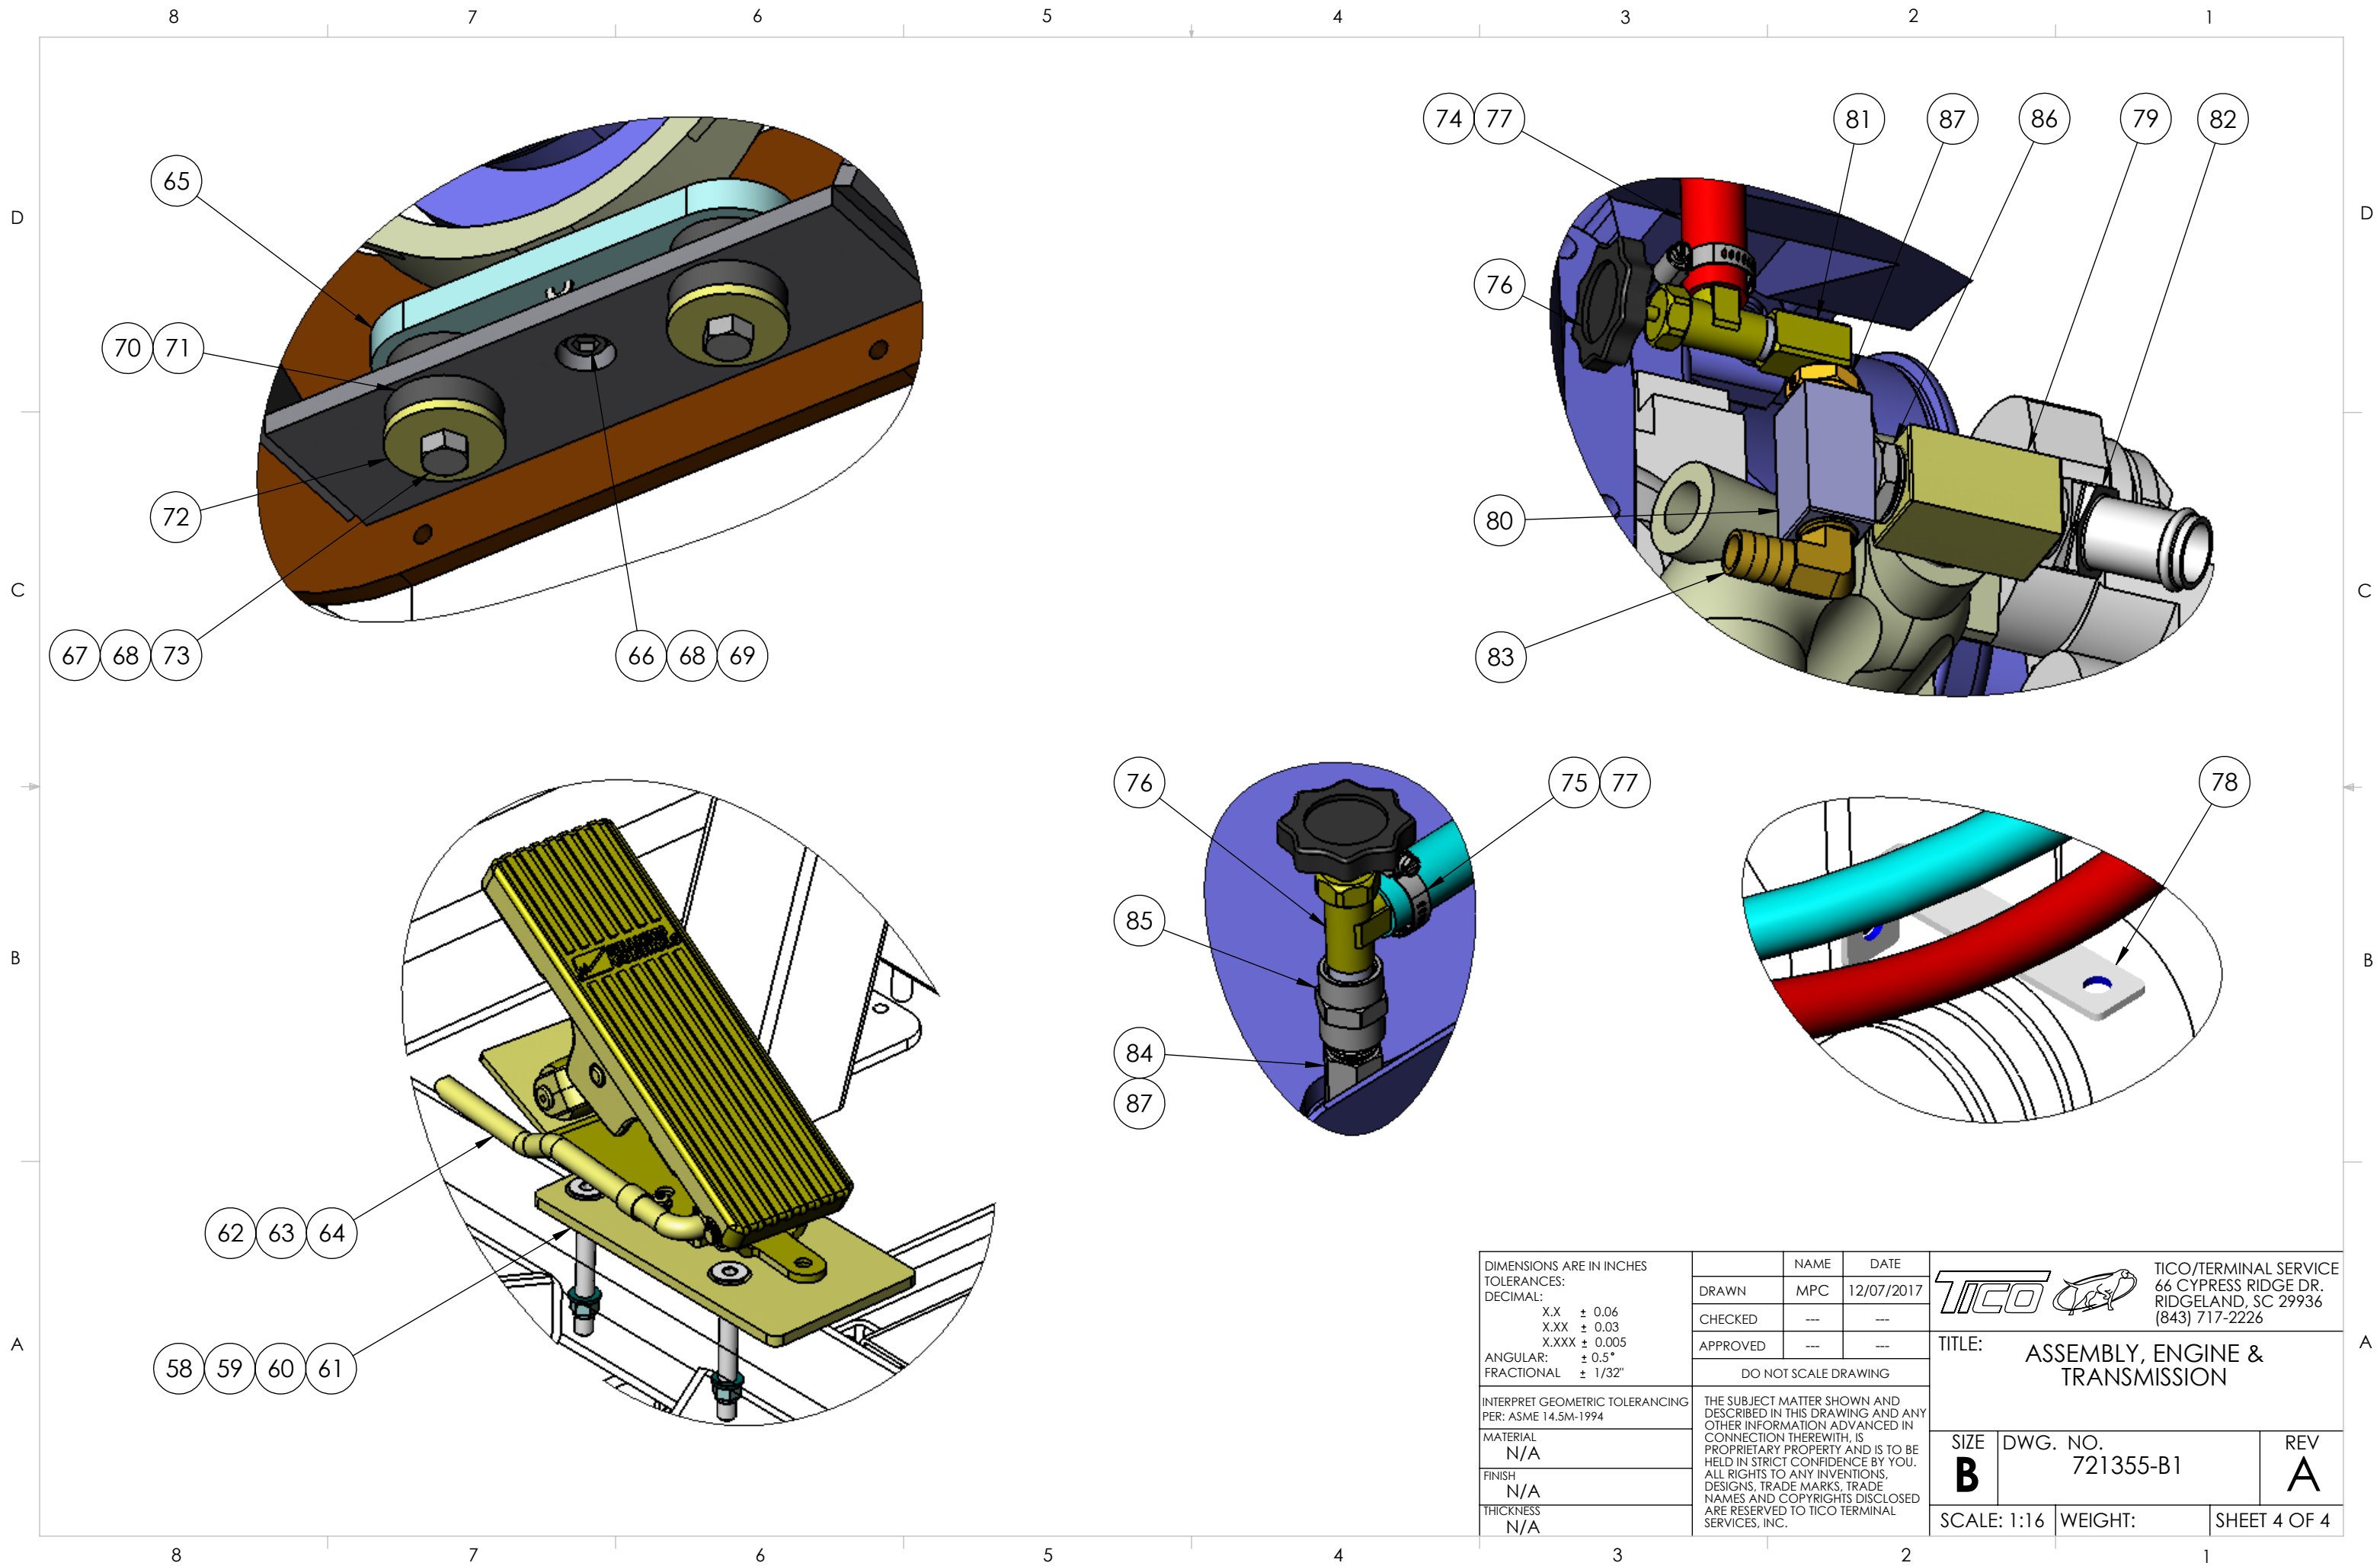 8 7 6 5 4 3 2 1
D
D
C
C
B
B
A
A
65
70 71
72
67 68 73
66 68 69
74 77
81
87
86
79
82
76
80
83
62 63 64
58 59 60 61
76
75 77
85
84
87
78
DIMENSIONS ARE IN INCHES
TOLERANCES:
DECIMAL:
X.X ± 0.06
X.XX ± 0.03
X.XXX ± 0.005
ANGULAR: ± 0.5°
FRACTIONAL ± 1/32"
INTERPRET GEOMETRIC TOLERANCING
PER: ASME 14.5M-1994
MATERIAL
N/A
FINISH
N/A
THICKNESS
N/A
NAME DATE
DRAWN MPC 12/07/2017
CHECKED --- ---
APPROVED --- ---
DO NOT SCALE DRAWING
THE SUBJECT MATTER SHOWN AND
DESCRIBED IN THIS DRAWING AND ANY
OTHER INFORMATION ADVANCED IN
CONNECTION THEREWITH, IS
PROPRIETARY PROPERTY AND IS TO BE
HELD IN STRICT CONFIDENCE BY YOU.
ALL RIGHTS TO ANY INVENTIONS,
DESIGNS, TRADE MARKS, TRADE
NAMES AND COPYRIGHTS DISCLOSED
ARE RESERVED TO TICO TERMINAL
SERVICES, INC.
TICO
TICO/TERMINAL SERVICE
66 CYPRESS RIDGE DR.
RIDGELAND, SC 29936
(843) 717-2226
TITLE:
ASSEMBLY, ENGINE &
TRANSMISSION
SIZE
B
DWG. NO.
721355-B1
REV
A
SCALE: 1:16 WEIGHT: SHEET 4 OF 4
8 7 6 5 4 3 2 1